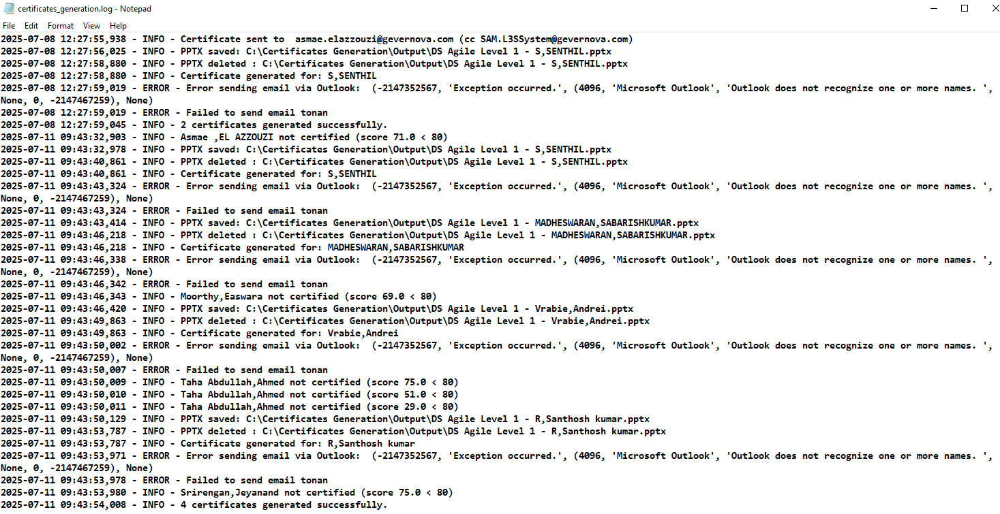 certificates_generation.log - Notepad
File Edit Format View Help
2025-07-08 12:27:55,938 - INFO - Certificate sent to  asmae.elazzouzi@gevernova.com (cc SAM.L3SSystem@gevernova.com)
2025-07-08 12:27:56,025 - INFO - PPTX saved: C:\Certificates Generation\Output\DS Agile Level 1 - S,SENTHIL.pptx
2025-07-08 12:27:58,880 - INFO - PPTX deleted : C:\Certificates Generation\Output\DS Agile Level 1 - S,SENTHIL.pptx
2025-07-08 12:27:58,880 - INFO - Certificate generated for: S,SENTHIL
2025-07-08 12:27:59,019 - ERROR - Error sending email via Outlook:  (-2147352567, 'Exception occurred.', (4096, 'Microsoft Outlook', 'Outlook does not recognize one or more names. ',
None, 0, -2147467259), None)
2025-07-08 12:27:59,019 - ERROR - Failed to send email tonan
2025-07-08 12:27:59,045 - INFO - 2 certificates generated successfully.
2025-07-11 09:43:32,903 - INFO - Asmae ,EL AZZOUZI not certified (score 71.0 < 80)
2025-07-11 09:43:32,978 - INFO - PPTX saved: C:\Certificates Generation\Output\DS Agile Level 1 - S,SENTHIL.pptx
2025-07-11 09:43:40,861 - INFO - PPTX deleted : C:\Certificates Generation\Output\DS Agile Level 1 - S,SENTHIL.pptx
2025-07-11 09:43:40,861 - INFO - Certificate generated for: S,SENTHIL
2025-07-11 09:43:43,324 - ERROR - Error sending email via Outlook:  (-2147352567, 'Exception occurred.', (4096, 'Microsoft Outlook', 'Outlook does not recognize one or more names. ',
None, 0, -2147467259), None)
2025-07-11 09:43:43,324 - ERROR - Failed to send email tonan
2025-07-11 09:43:43,414 - INFO - PPTX saved: C:\Certificates Generation\Output\DS Agile Level 1 - MADHESWARAN,SABARISHKUMAR.pptx
2025-07-11 09:43:46,218 - INFO - PPTX deleted : C:\Certificates Generation\Output\DS Agile Level 1 - MADHESWARAN,SABARISHKUMAR.pptx
2025-07-11 09:43:46,218 - INFO - Certificate generated for: MADHESWARAN,SABARISHKUMAR
2025-07-11 09:43:46,338 - ERROR - Error sending email via Outlook:  (-2147352567, 'Exception occurred.', (4096, 'Microsoft Outlook', 'Outlook does not recognize one or more names. ',
None, 0, -2147467259), None)
2025-07-11 09:43:46,342 - ERROR - Failed to send email tonan
2025-07-11 09:43:46,343 - INFO - Moorthy,Easwara not certified (score 69.0 < 80)
2025-07-11 09:43:46,420 - INFO - PPTX saved: C:\Certificates Generation\Output\DS Agile Level 1 - Vrabie,Andrei.pptx
2025-07-11 09:43:49,863 - INFO - PPTX deleted : C:\Certificates Generation\Output\DS Agile Level 1 - Vrabie,Andrei.pptx
2025-07-11 09:43:49,863 - INFO - Certificate generated for: Vrabie,Andrei
2025-07-11 09:43:50,002 - ERROR - Error sending email via Outlook:  (-2147352567, 'Exception occurred.', (4096, 'Microsoft Outlook', 'Outlook does not recognize one or more names. ',
None, 0, -2147467259), None)
2025-07-11 09:43:50,007 - ERROR - Failed to send email tonan
2025-07-11 09:43:50,009 - INFO - Taha Abdullah,Ahmed not certified (score 75.0 < 80)
2025-07-11 09:43:50,010 - INFO - Taha Abdullah,Ahmed not certified (score 51.0 < 80)
2025-07-11 09:43:50,011 - INFO - Taha Abdullah,Ahmed not certified (score 29.0 < 80)
2025-07-11 09:43:50,129 - INFO - PPTX saved: C:\Certificates Generation\Output\DS Agile Level 1 - R,Santhosh kumar.pptx
2025-07-11 09:43:53,787 - INFO - PPTX deleted : C:\Certificates Generation\Output\DS Agile Level 1 - R,Santhosh kumar.pptx
2025-07-11 09:43:53,787 - INFO - Certificate generated for: R,Santhosh kumar
2025-07-11 09:43:53,971 - ERROR - Error sending email via Outlook:  (-2147352567, 'Exception occurred.', (4096, 'Microsoft Outlook', 'Outlook does not recognize one or more names. ',
None, 0, -2147467259), None)
2025-07-11 09:43:53,978 - ERROR - Failed to send email tonan
2025-07-11 09:43:53,980 - INFO - Srirengan,Jeyanand not certified (score 75.0 < 80)
2025-07-11 09:43:54,008 - INFO - 4 certificates generated successfully.